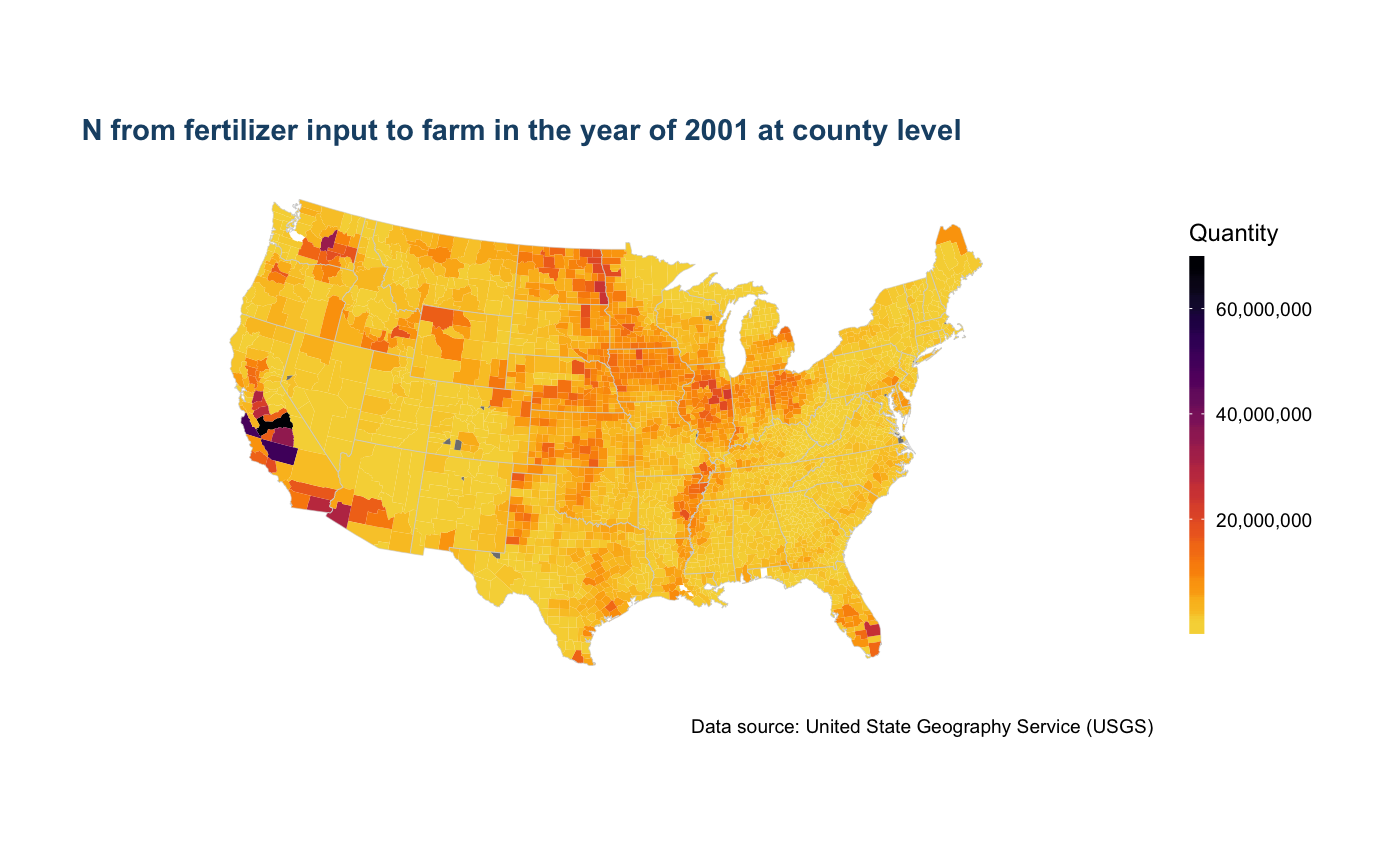 N from fertilizer input to farm in the year of 2001 at county level
Quantity
60,000,000
40,000,000
20,000,000
Data source: United State Geography Service (USGS)